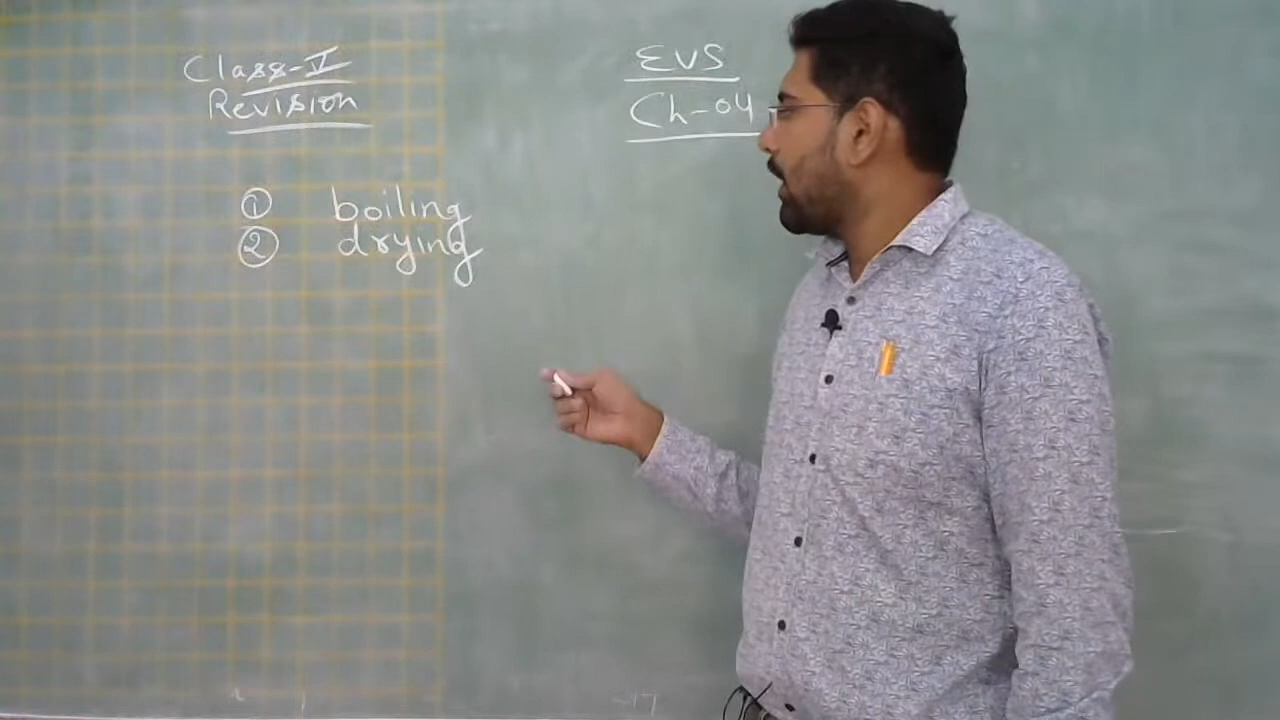 Class-V
Revision
EVS
Ch-04
① boiling
② drying